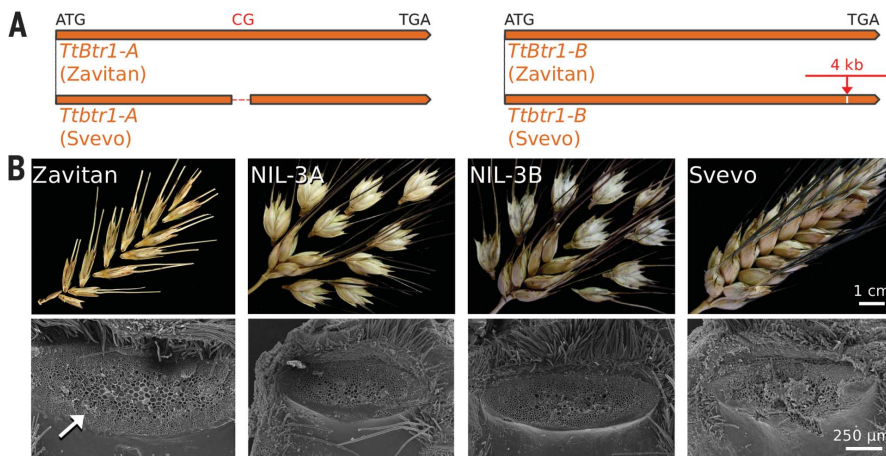 A
ATG CG TGA
TtBtr1-A
(Zavitan)
Ttbtr1-A
(Svevo)
ATG TGA
TtBtr1-B
(Zavitan)
4 kb
Ttbtr1-B
(Svevo)
B
Zavitan
NIL-3A
NIL-3B
Svevo
1 cm
250 µm